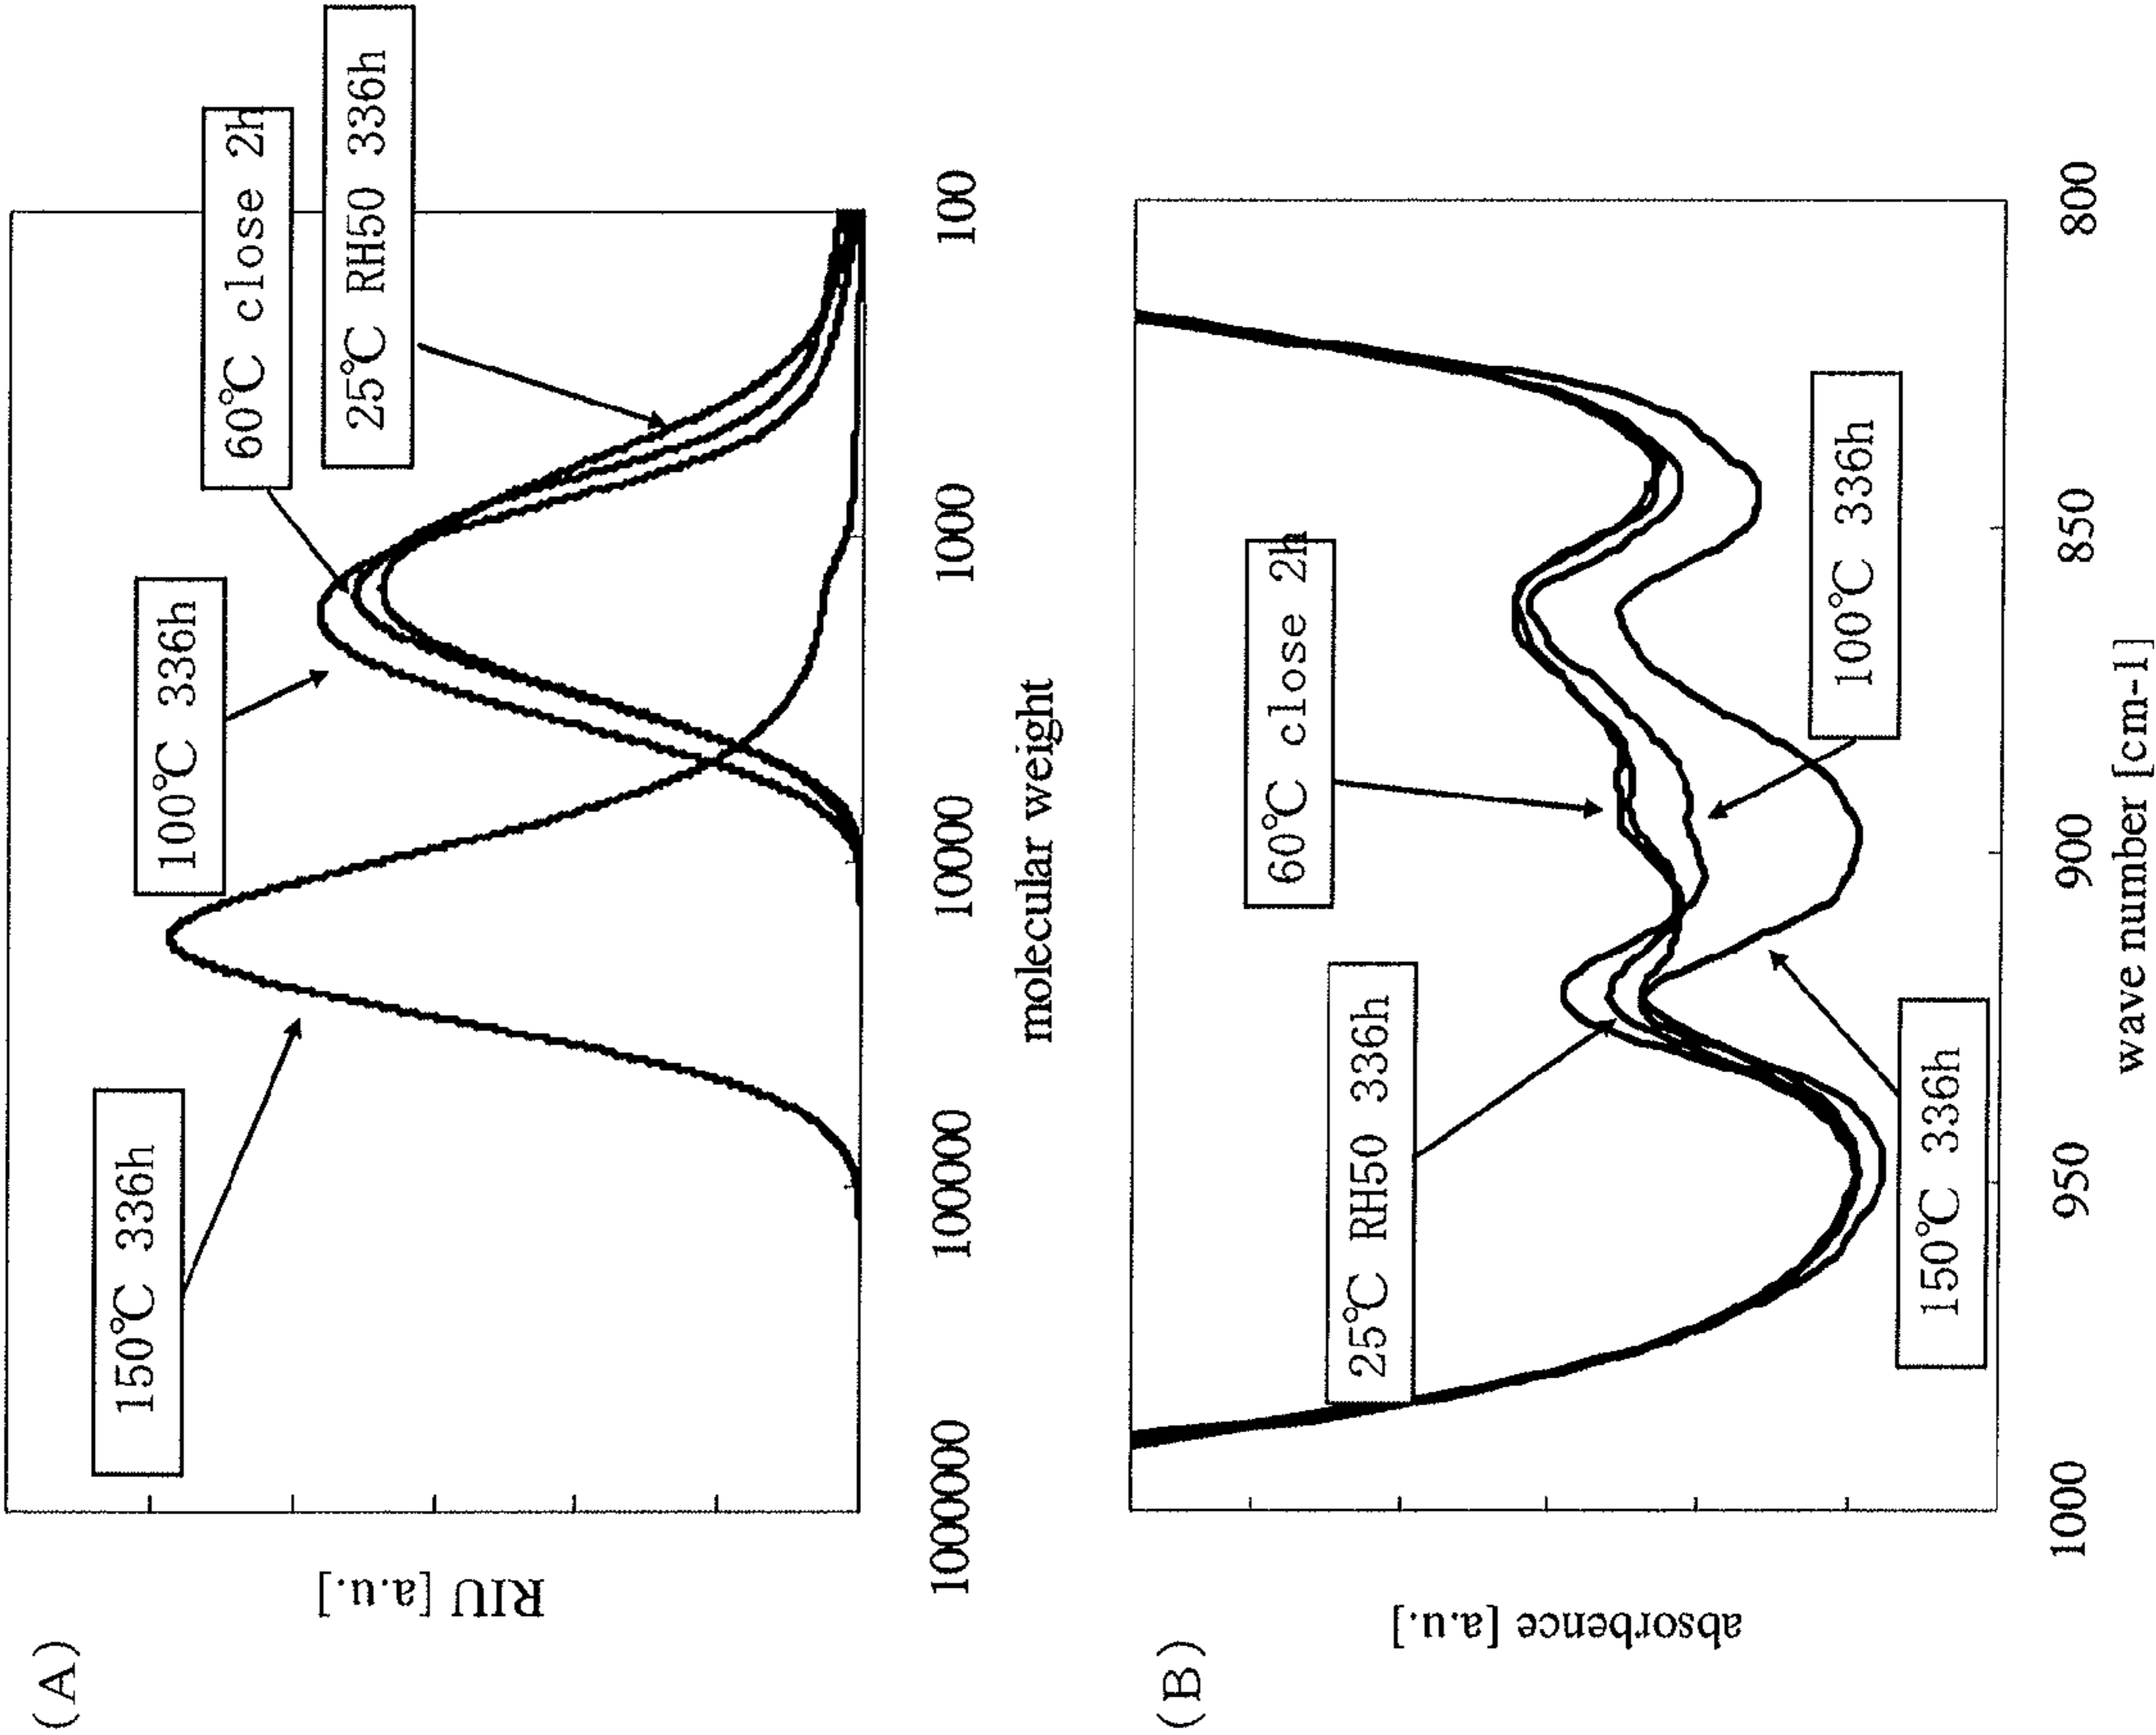 (A)
RIU [a.u.]
150℃ 336h
100℃ 336h
60℃ close 2h
25℃ RH50 336h
1000000
100000
10000
1000
100
molecular weight
(B)
absorbence [a.u.]
60℃ close 2h
25℃ RH50 336h
100℃ 336h
150℃ 336h
1000
950
900
850
800
wave number [cm-1]